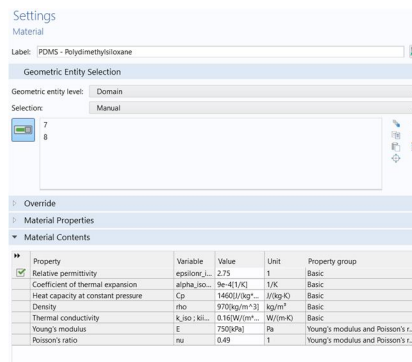 Settings
Material
Label: PDMS - Polydimethylsiloxane
Geometric Entity Selection
Geometric entity level: Domain
Selection: Manual
7
8
Override
Material Properties
Material Contents
Property Variable Value Unit Property group
Relative permittivity epsilonr_i... 2.75 1 Basic
Coefficient of thermal expansion alpha_iso... 9e-4[1/K] 1/K Basic
Heat capacity at constant pressure Cp 1460[J/(kg*... J/(kg·K) Basic
Density rho 970[kg/m^3] kg/m³ Basic
Thermal conductivity k_iso ; kii... 0.16[W/(m*... W/(m·K) Basic
Young's modulus E 750[kPa] Pa Young's modulus and Poisson's r...
Poisson's ratio nu 0.49 1 Young's modulus and Poisson's r...